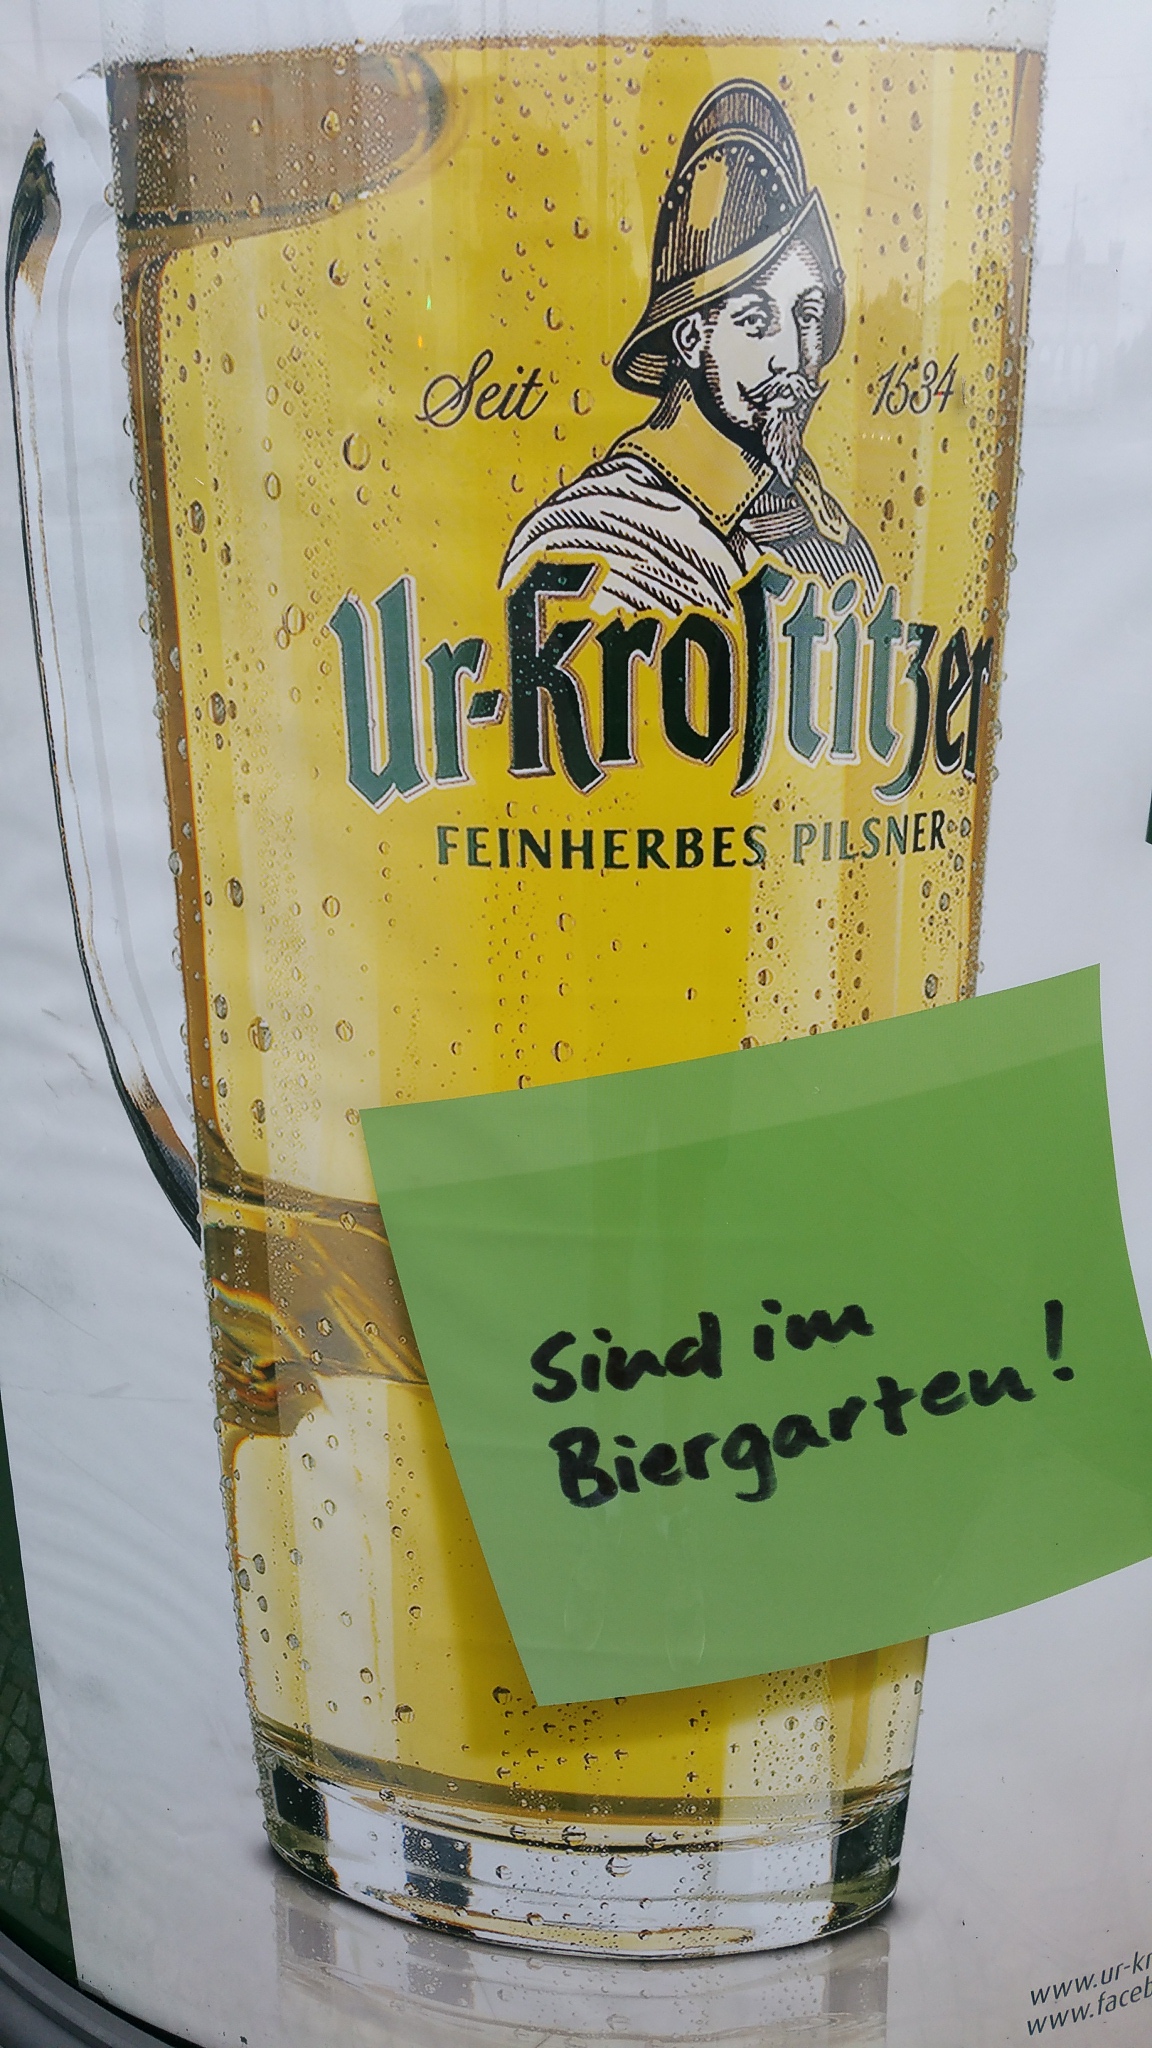 Seit 1534
Ur-Kroſtitzer
FEINHERBES PILSNER
Sind im
Biergarten!